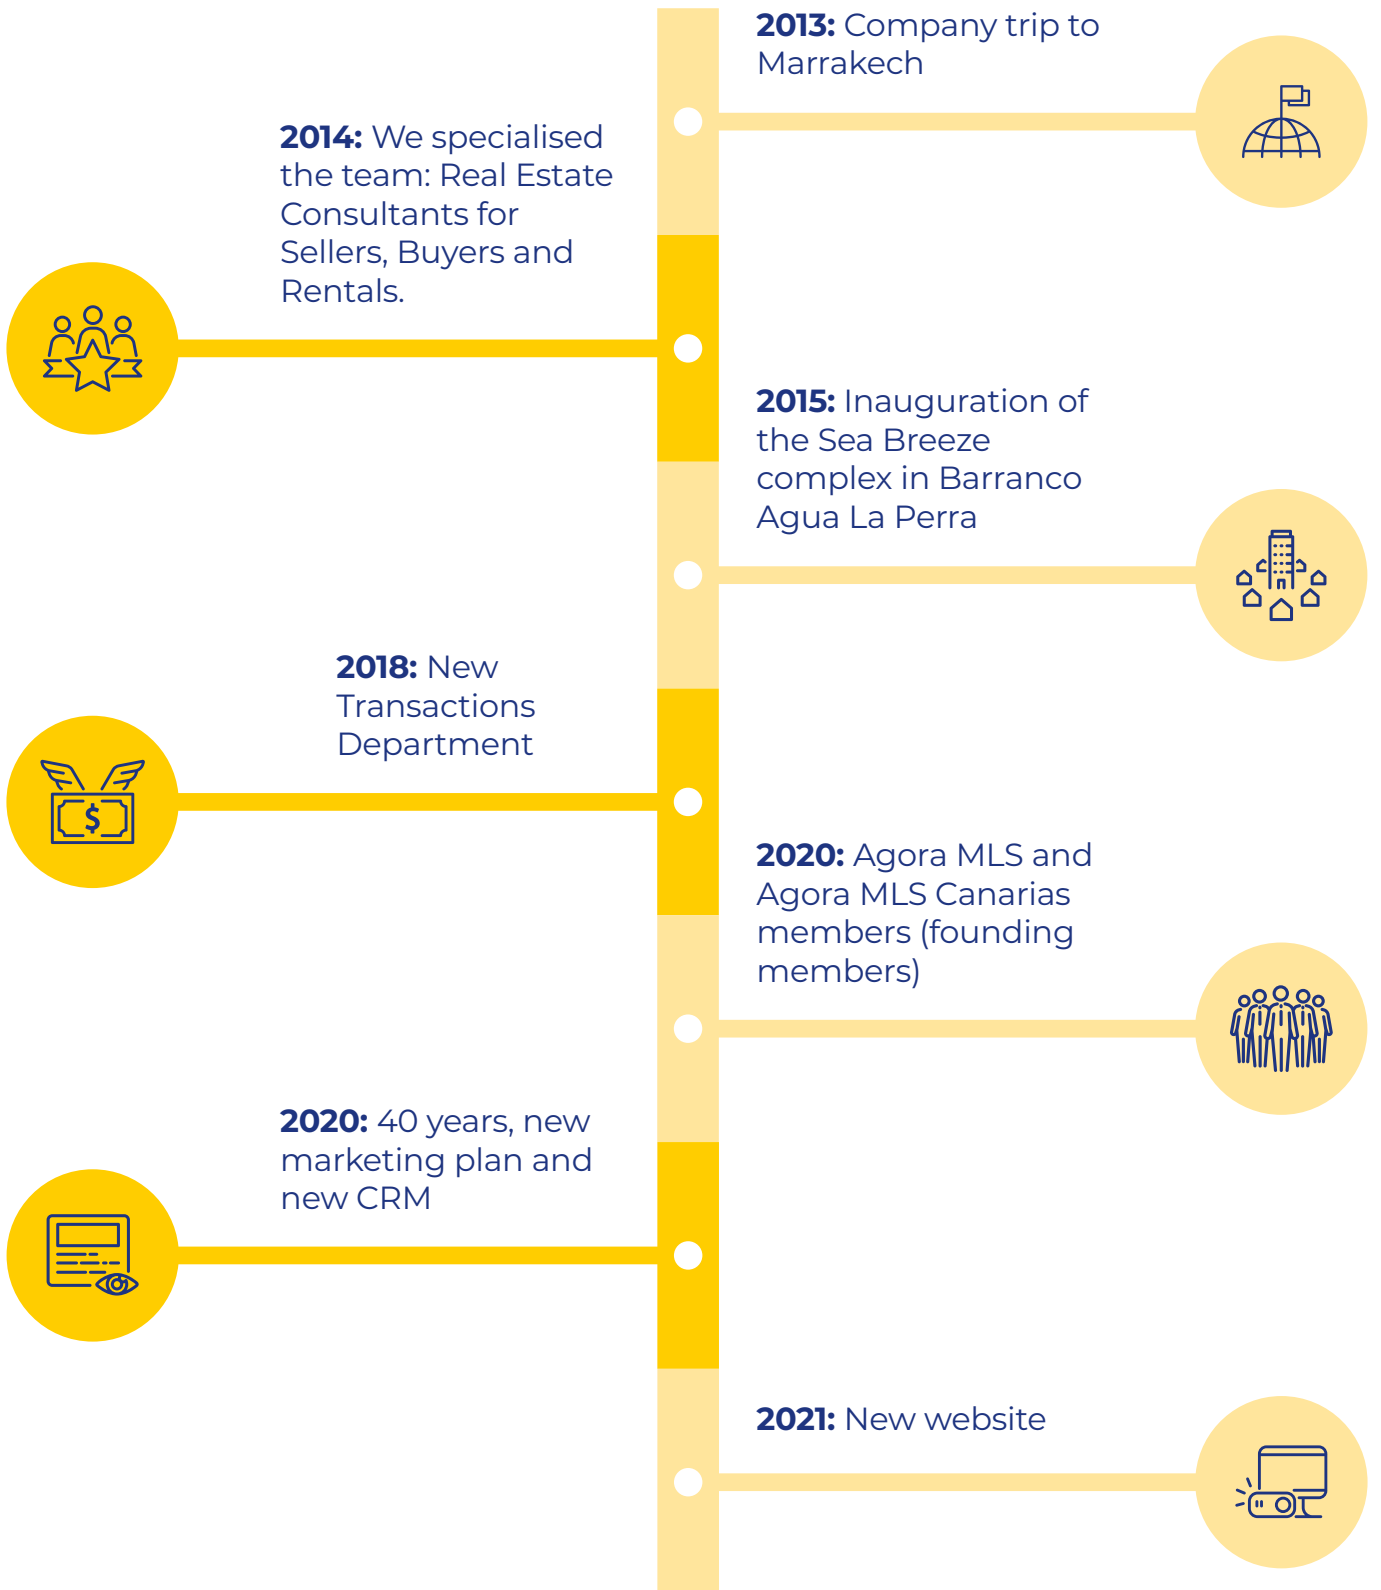 2013: Company trip to
Marrakech
2014: We specialised
the team: Real Estate
Consultants for
Sellers, Buyers and
Rentals.
2015: Inauguration of
the Sea Breeze
complex in Barranco
Agua La Perra
2018: New
Transactions
Department
$
2020: Agora MLS and
Agora MLS Canarias
members (founding
members)
2020: 40 years, new
marketing plan and
new CRM
2021: New website